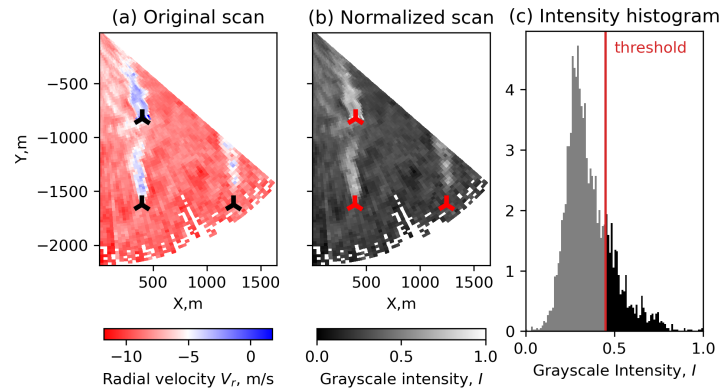 (a) Original scan
(b) Normalized scan
(c) Intensity histogram
threshold
Y,m
−500
−1000
−1500
−2000
500 1000 1500
X,m
500 1000 1500
X,m
0
1
2
3
4
0.0 0.5 1.0
Grayscale Intensity, I
−10 −5 0
Radial velocity Vr, m/s
0.0 0.5 1.0
Grayscale intensity, I